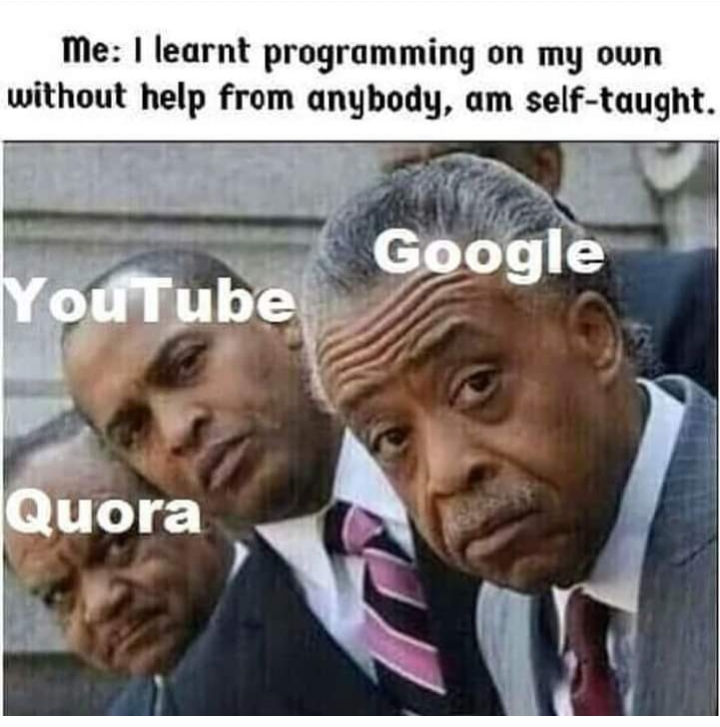 Me: I learnt programming on my own
without help from anybody, am self-taught.
Google
YouTube
Quora